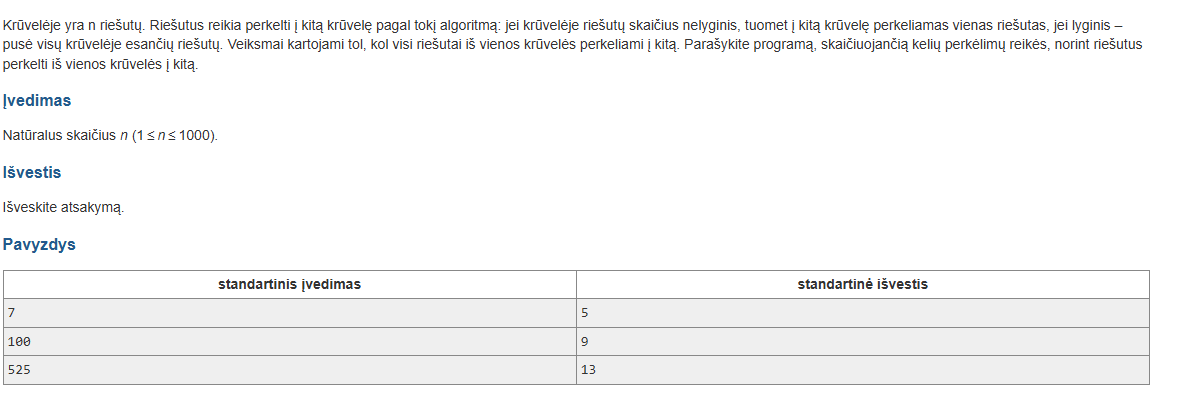 Krūvelėje yra n riešutų. Riešutus reikia perkelti į kitą krūvelę pagal tokį algoritmą: jei krūvelėje riešutų skaičius nelyginis, tuomet į kitą krūvelę perkeliamas vienas riešutas, jei lyginis –
pusė visų krūvelėje esančių riešutų. Veiksmai kartojami tol, kol visi riešutai iš vienos krūvelės perkeliami į kitą. Parašykite programą, skaičiuojančią kelių perkėlimų reikės, norint riešutus
perkelti iš vienos krūvelės į kitą.
Įvedimas
Natūralus skaičius n (1 ≤ n ≤ 1000).
Išvestis
Išveskite atsakymą.
Pavyzdys
standartinis įvedimas standartinė išvestis
7 5
100 9
525 13